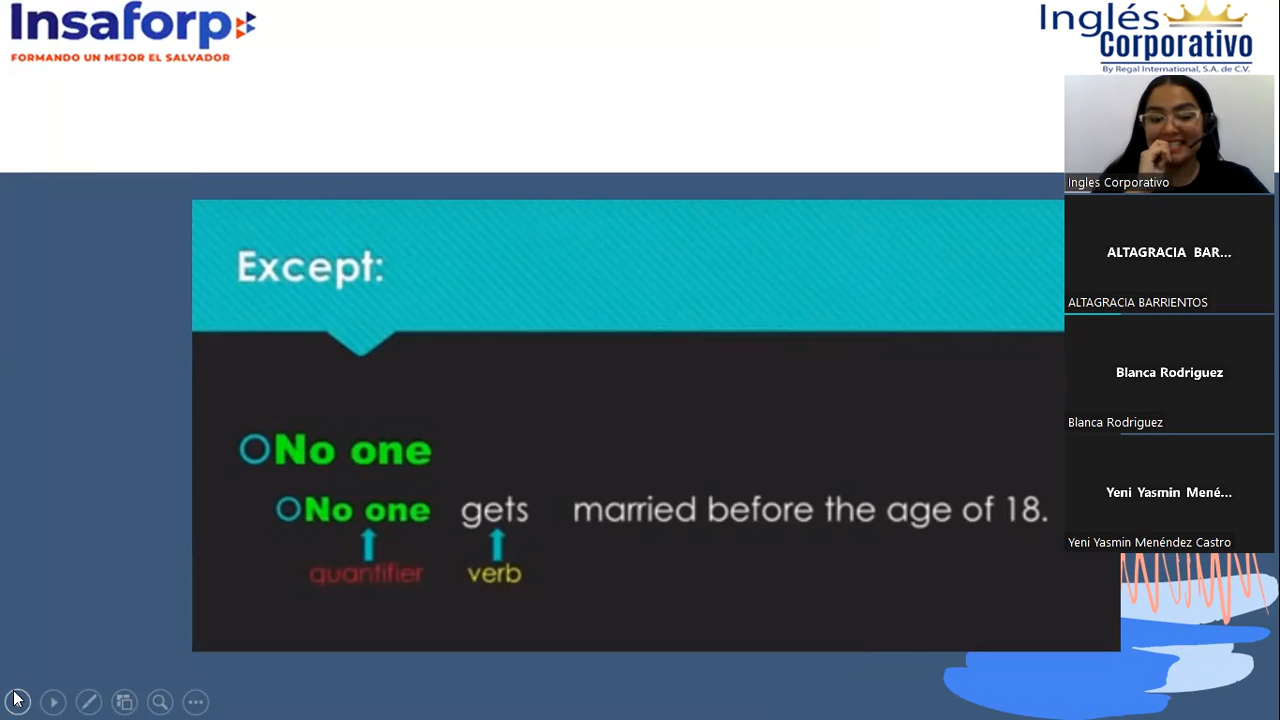 Insaforp
FORMANDO UN MEJOR EL SALVADOR
Inglés
Corporativo
By Regal International, S.A. de C.V.
Ingles Corporativo
ALTAGRACIA BAR...
ALTAGRACIA BARRIENTOS
Blanca Rodriguez
Blanca Rodriguez
Yeni Yasmin Mené...
Yeni Yasmin Menéndez Castro
Except:
No one
No one gets married before the age of 18.
quantifier verb